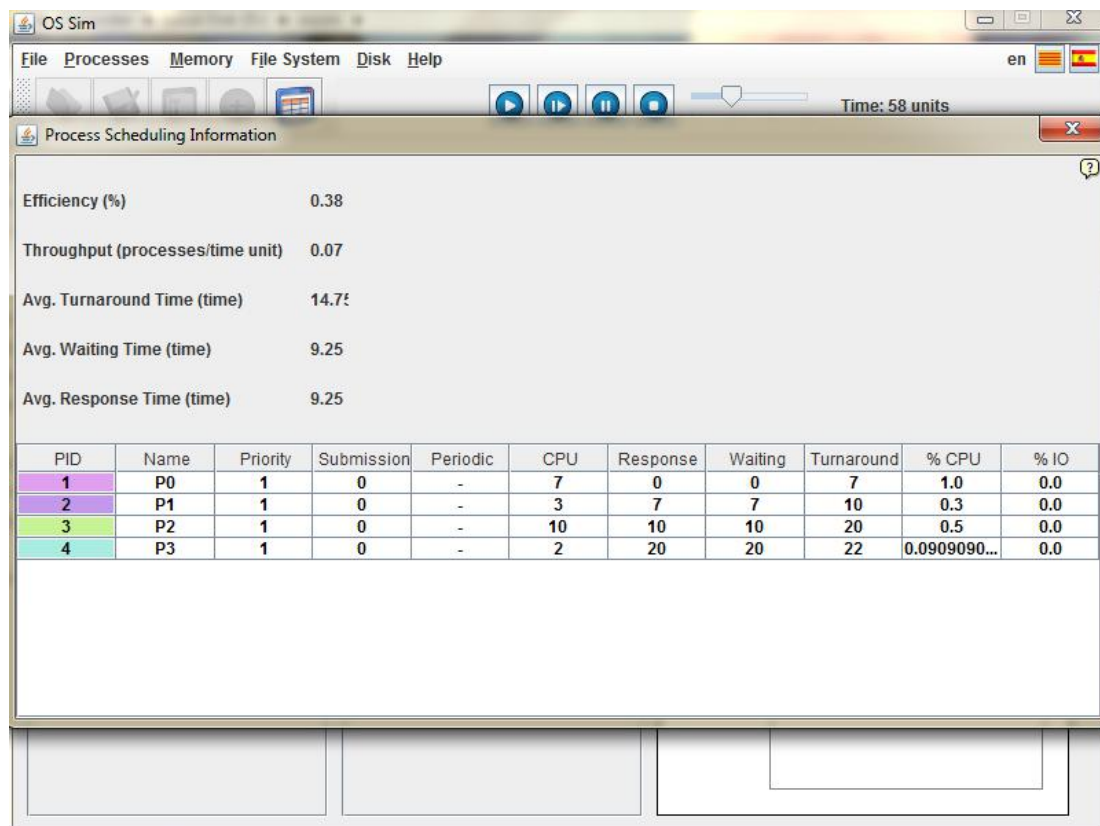 OS Sim
File Processes Memory File System Disk Help en
Time: 58 units
Process Scheduling Information
?
Efficiency (%) 0.38
Throughput (processes/time unit) 0.07
Avg. Turnaround Time (time) 14.75
Avg. Waiting Time (time) 9.25
Avg. Response Time (time) 9.25
PID Name Priority Submission Periodic CPU Response Waiting Turnaround % CPU % IO
1 P0 1 0 - 7 0 0 7 1.0 0.0
2 P1 1 0 - 3 7 7 10 0.3 0.0
3 P2 1 0 - 10 10 10 20 0.5 0.0
4 P3 1 0 - 2 20 20 22 0.0909090... 0.0